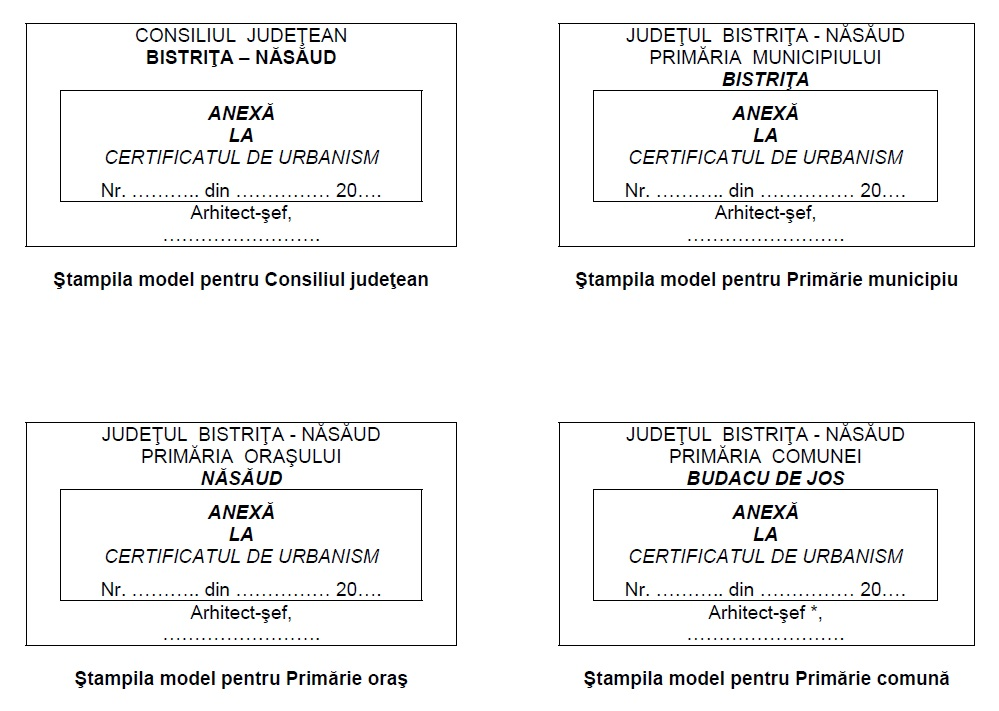 CONSILIUL JUDEŢEAN
BISTRIŢA – NĂSĂUD
ANEXĂ
LA
CERTIFICATUL DE URBANISM
Nr. ……….. din …………… 20….
Arhitect-şef,
…………………….
Ştampila model pentru Consiliul judeţean
JUDEŢUL BISTRIŢA - NĂSĂUD
PRIMĂRIA MUNICIPIULUI
BISTRIŢA
ANEXĂ
LA
CERTIFICATUL DE URBANISM
Nr. ……….. din …………… 20….
Arhitect-şef,
…………………….
Ştampila model pentru Primărie municipiu
JUDEŢUL BISTRIŢA - NĂSĂUD
PRIMĂRIA ORAŞULUI
NĂSĂUD
ANEXĂ
LA
CERTIFICATUL DE URBANISM
Nr. ……….. din …………… 20….
Arhitect-şef,
…………………….
Ştampila model pentru Primărie oraş
JUDEŢUL BISTRIŢA - NĂSĂUD
PRIMĂRIA COMUNEI
BUDACU DE JOS
ANEXĂ
LA
CERTIFICATUL DE URBANISM
Nr. ……….. din …………… 20….
Arhitect-şef *,
…………………….
Ştampila model pentru Primărie comună